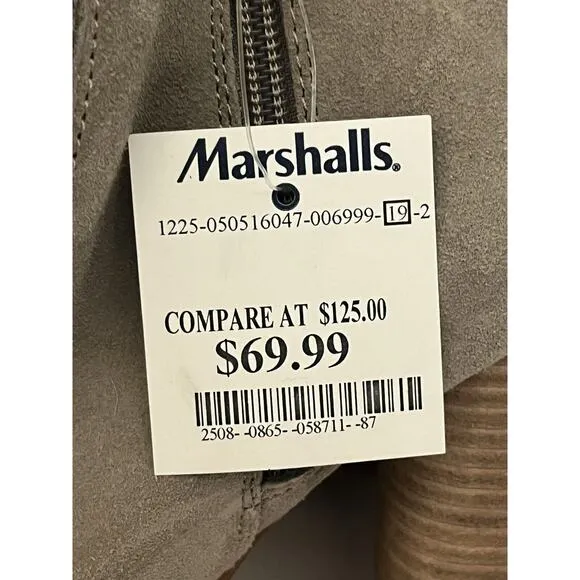 Marshalls®
1225-050516047-006999-19-2
COMPARE AT $125.00
$69.99
2508- -0865- -058711- -87